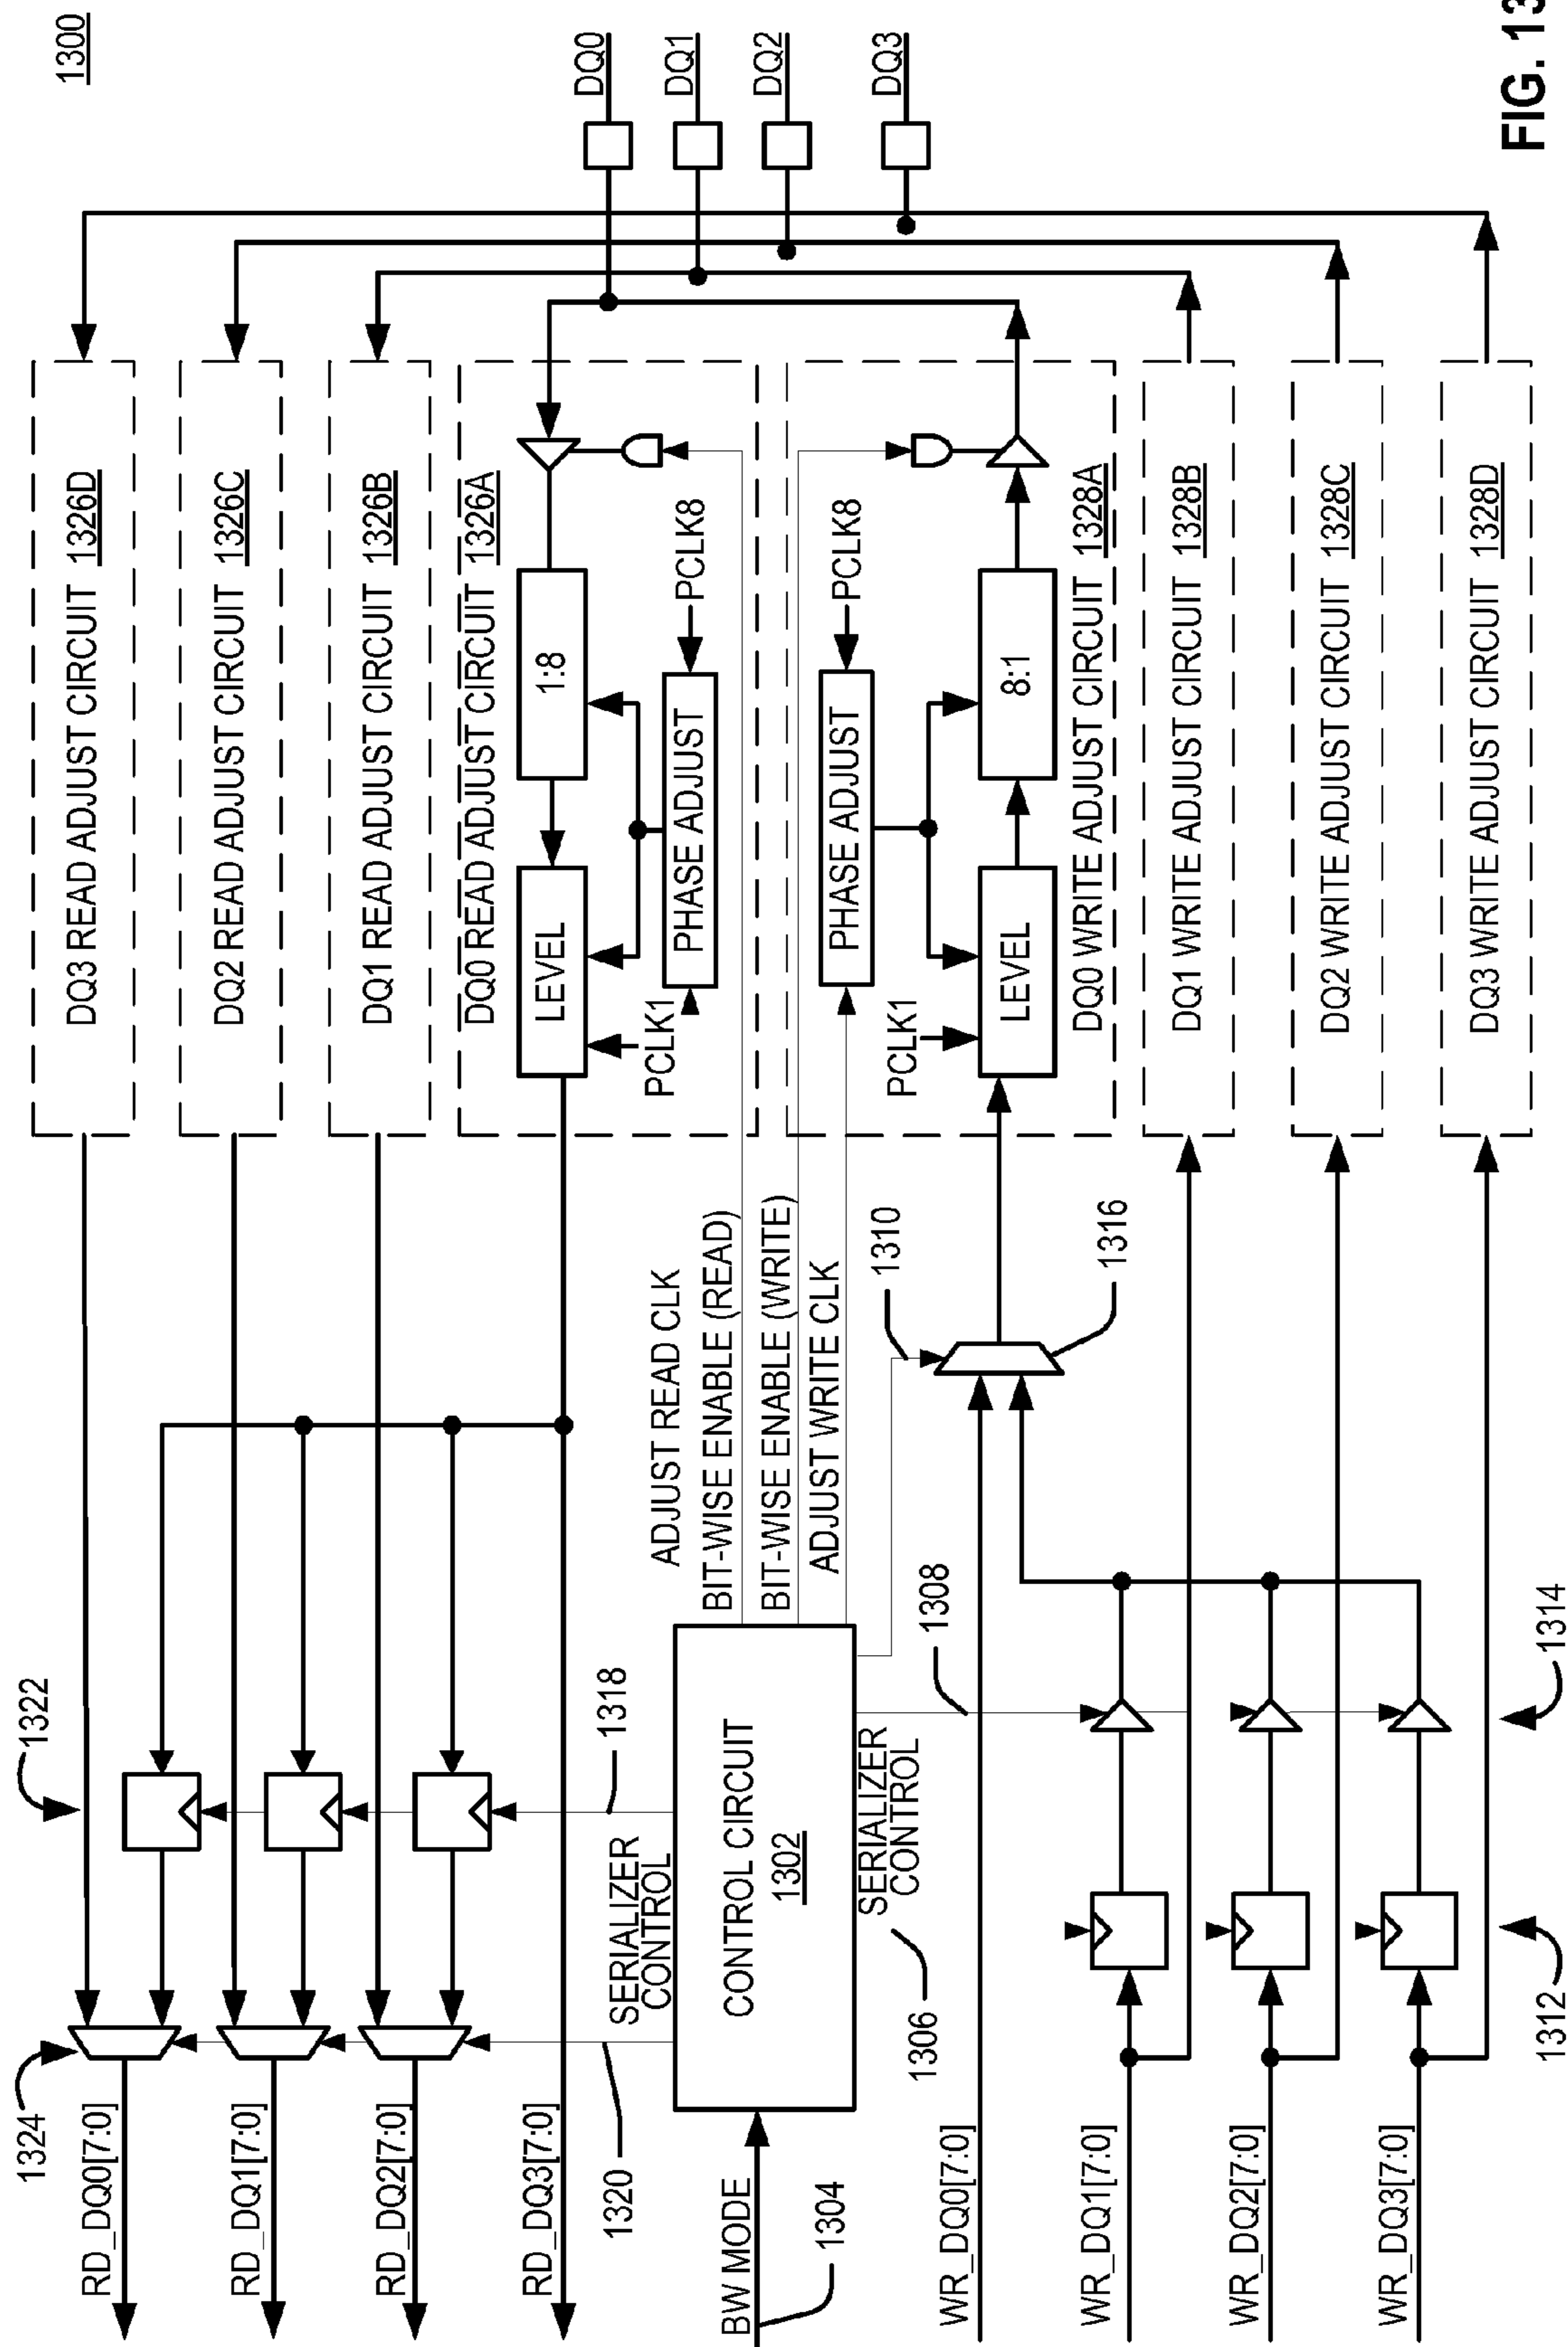 1300
DQ0
DQ1
DQ2
DQ3
FIG. 13
DQ3 READ ADJUST CIRCUIT 1326D
DQ2 READ ADJUST CIRCUIT 1326C
DQ1 READ ADJUST CIRCUIT 1326B
DQ0 READ ADJUST CIRCUIT 1326A
LEVEL
1:8
PCLK1
PHASE ADJUST
PCLK8
PHASE ADJUST
PCLK8
PCLK1
LEVEL
8:1
DQ0 WRITE ADJUST CIRCUIT 1328A
DQ1 WRITE ADJUST CIRCUIT 1328B
DQ2 WRITE ADJUST CIRCUIT 1328C
DQ3 WRITE ADJUST CIRCUIT 1328D
1324
1322
RD_DQ0[7:0]
RD_DQ1[7:0]
RD_DQ2[7:0]
RD_DQ3[7:0]
1320
SERIALIZER
CONTROL
1318
ADJUST READ CLK
BIT-WISE ENABLE (READ)
BIT-WISE ENABLE (WRITE)
ADJUST WRITE CLK
BW MODE
1304
CONTROL CIRCUIT
1302
SERIALIZER
CONTROL
1306
1308
1310
1316
WR_DQ0[7:0]
WR_DQ1[7:0]
WR_DQ2[7:0]
WR_DQ3[7:0]
1312
1314